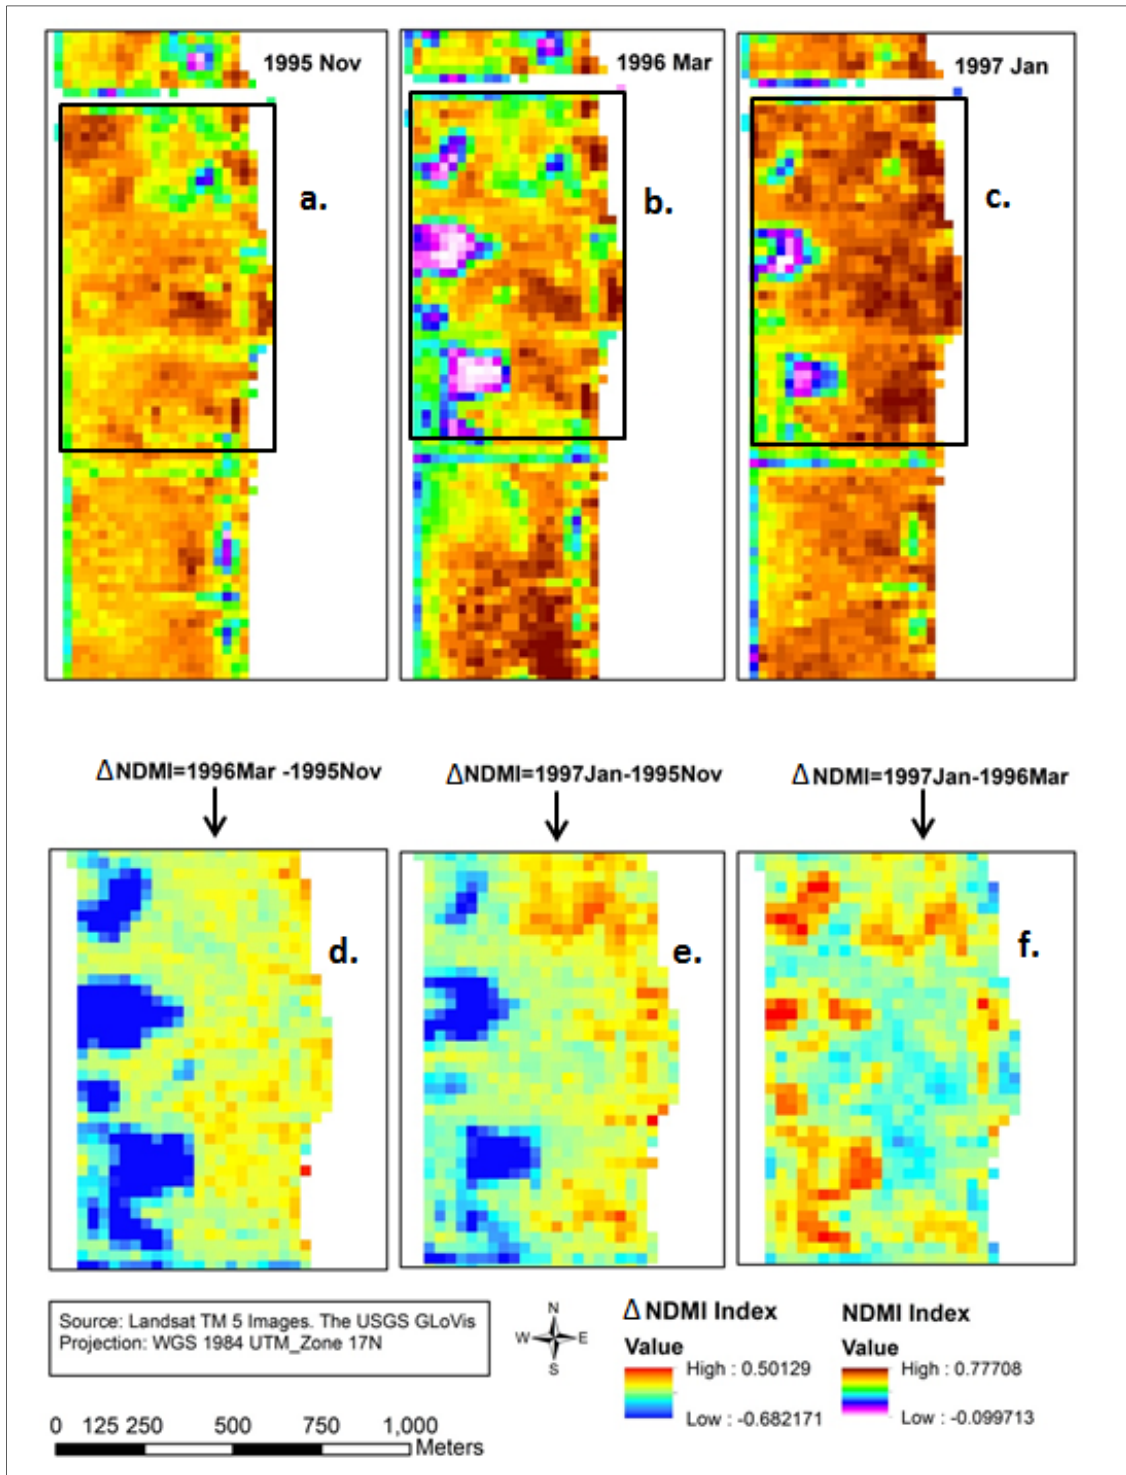 1995 Nov
1996 Mar
1997 Jan
a.
b.
c.
ΔNDMI=1996Mar -1995Nov
ΔNDMI=1997Jan-1995Nov
ΔNDMI=1997Jan-1996Mar
d.
e.
f.
Source: Landsat TM 5 Images. The USGS GLoVis
Projection: WGS 1984 UTM_Zone 17N
N
W
E
S
Δ NDMI Index
Value
High : 0.50129
Low : -0.682171
NDMI Index
Value
High : 0.77708
Low : -0.099713
0 125 250 500 750 1,000
Meters